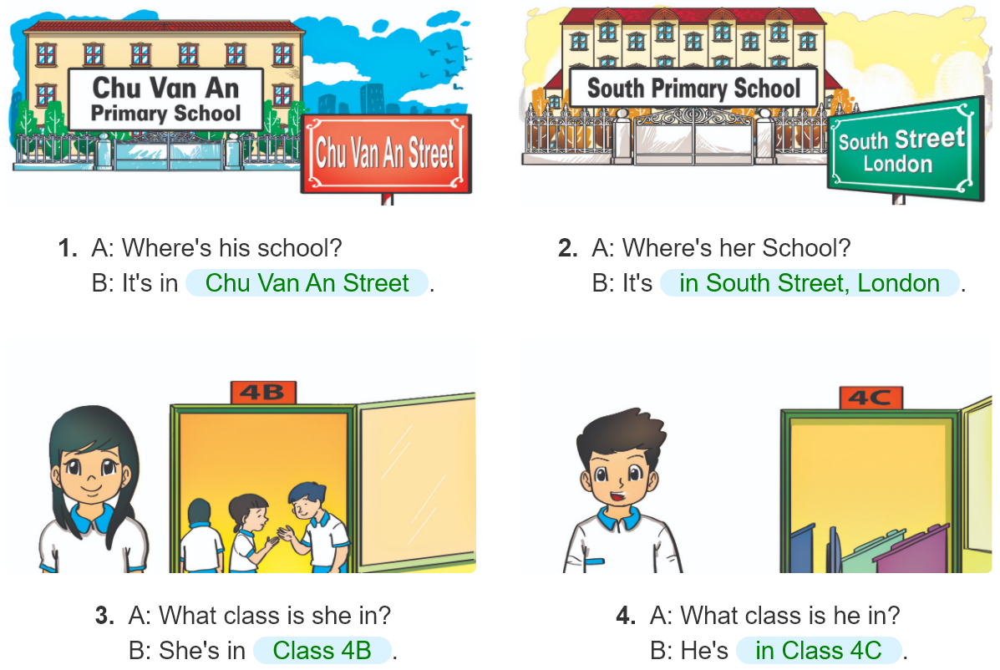 Chu Van An
Primary School
Chu Van An Street
South Primary School
South Street
London
1. A: Where's his school?
B: It's in Chu Van An Street .
2. A: Where's her School?
B: It's in South Street, London .
4B
4C
3. A: What class is she in?
B: She's in Class 4B .
4. A: What class is he in?
B: He's in Class 4C .